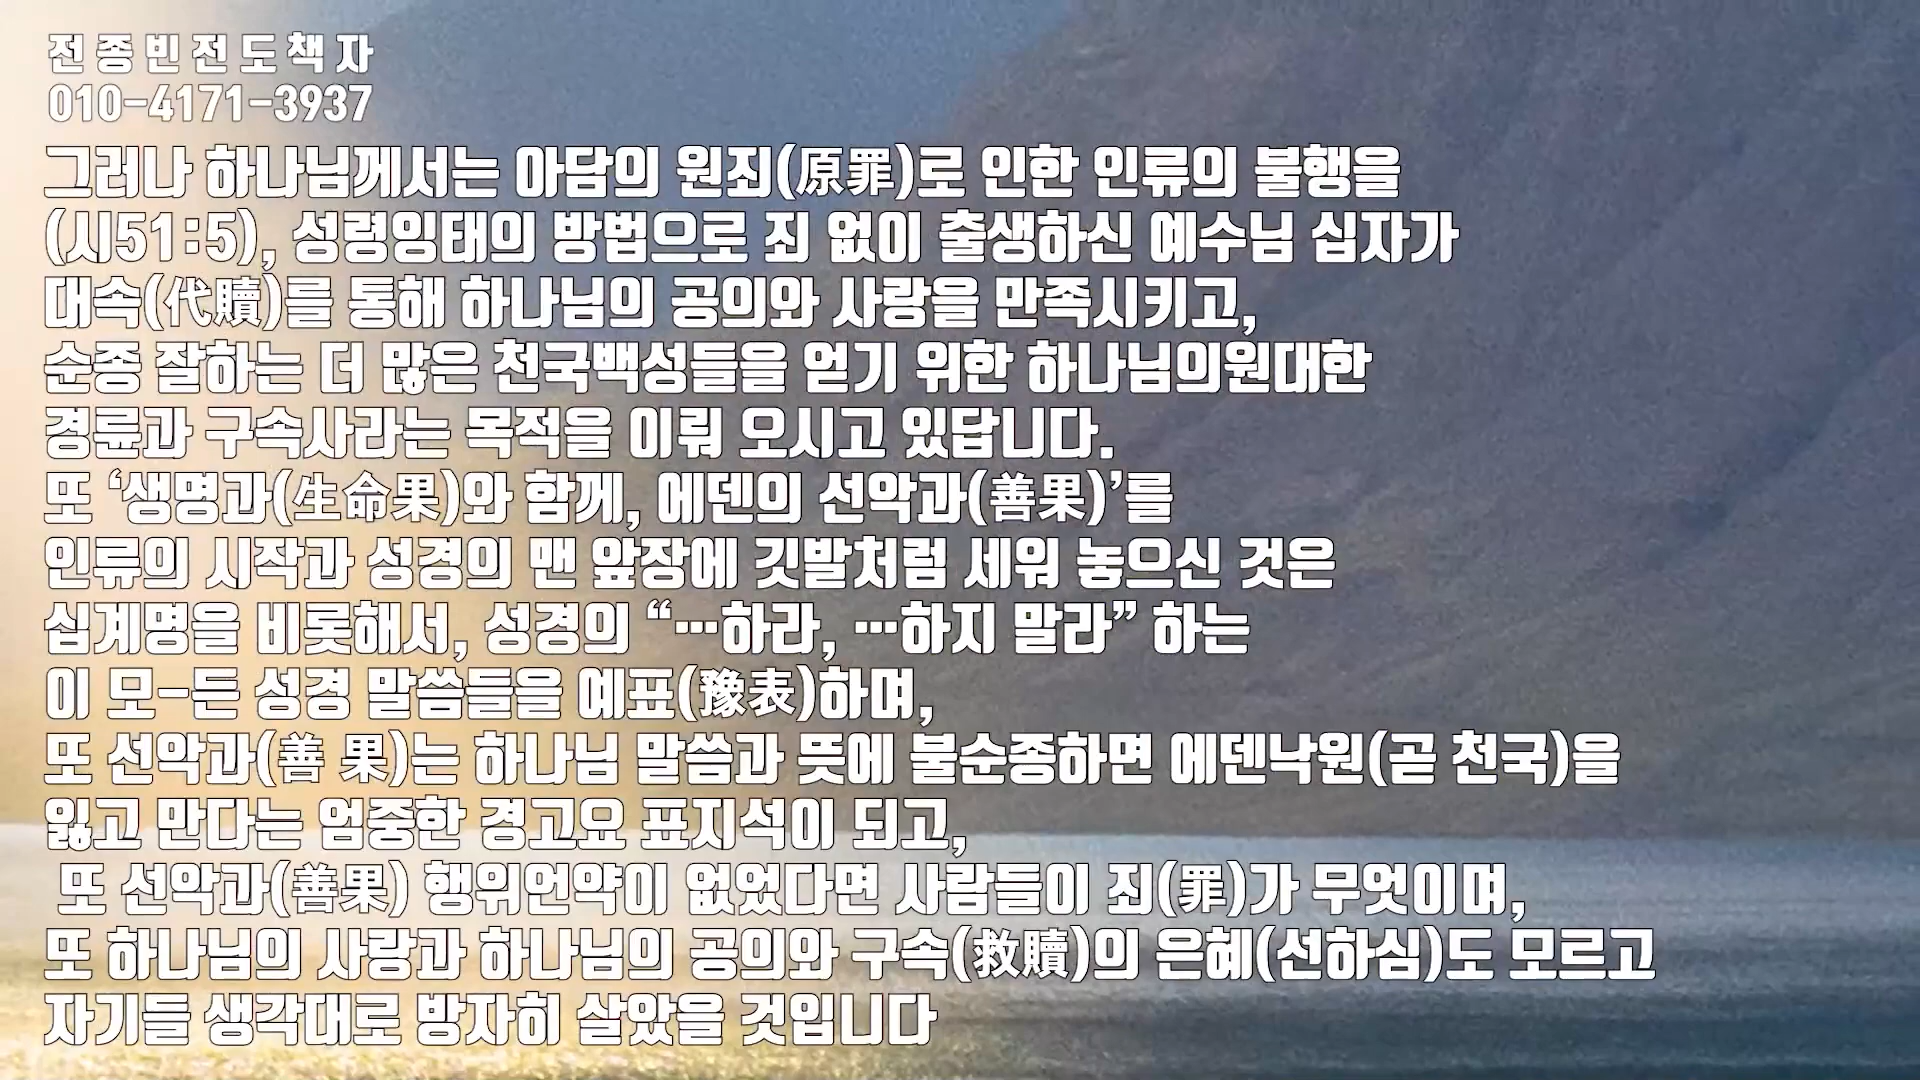 전종빈전도책자
010-4171-3937
그러나 하나님께서는 아담의 원죄(原罪)로 인한 인류의 불행을
(시51:5), 성령잉태의 방법으로 죄 없이 출생하신 예수님 십자가
대속(代贖)를 통해 하나님의 공의와 사랑을 만족시키고,
순종 잘하는 더 많은 천국백성들을 얻기 위한 하나님의원대한
경륜과 구속사라는 목적을 이뤄 오시고 있답니다.
또 ‘생명과(生命果)와 함께, 에덴의 선악과(善果)’를
인류의 시작과 성경의 맨 앞장에 깃발처럼 세워 놓으신 것은
십계명을 비롯해서, 성경의 “…하라, …하지 말라” 하는
이 모-든 성경 말씀들을 예표(豫表)하며,
또 선악과(善 果)는 하나님 말씀과 뜻에 불순종하면 에덴낙원(곧 천국)을
잃고 만다는 엄중한 경고요 표지석이 되고,
또 선악과(善果) 행위언약이 없었다면 사람들이 죄(罪)가 무엇이며,
또 하나님의 사랑과 하나님의 공의와 구속(救贖)의 은혜(선하심)도 모르고
자기들 생각대로 방자히 살았을 것입니다